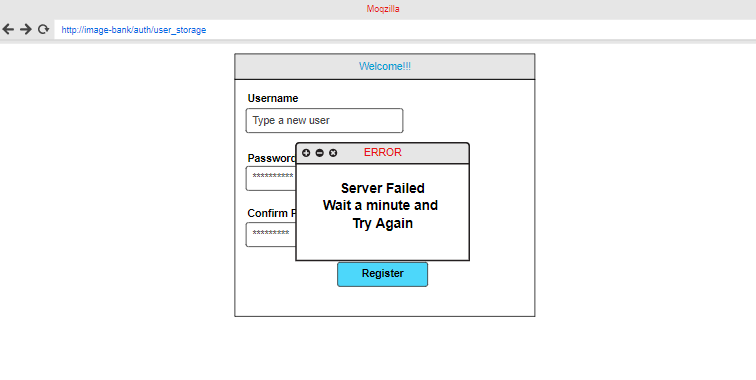 Moqzilla
http://image-bank/auth/user_storage
Welcome!!!
Username
Type a new user
Password
**********
Confirm
*********
ERROR
Server Failed
Wait a minute and
Try Again
Register